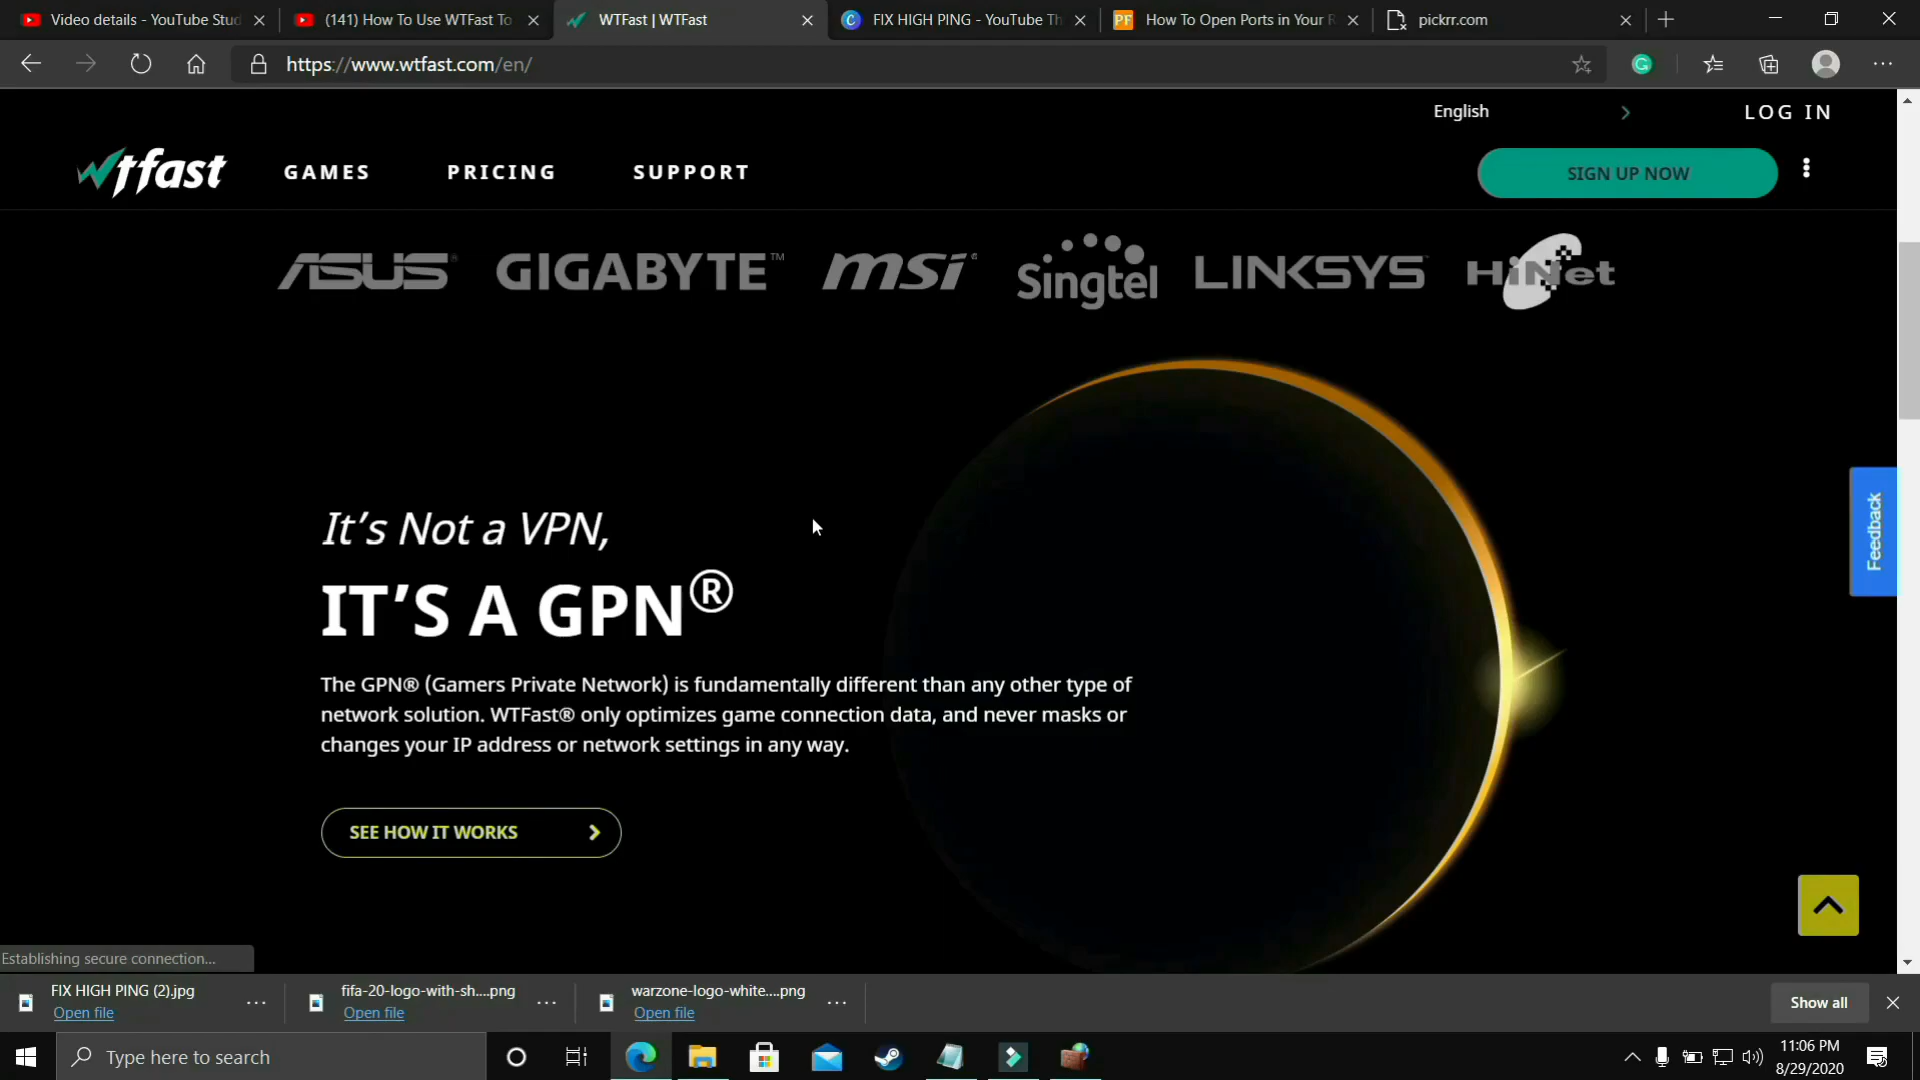 Video details - YouTube Stud
(141) How To Use WTFast To
WTFast | WTFast
FIX HIGH PING - YouTube Th
How To Open Ports in Your R
pickrr.com
https://www.wtfast.com/en/
English
LOG IN
wtfast
GAMES
PRICING
SUPPORT
SIGN UP NOW
ASUS
GIGABYTE™
msi
Singtel
LINKSYS
HiNet
It's Not a VPN,
IT'S A GPN®
The GPN® (Gamers Private Network) is fundamentally different than any other type of
network solution. WTFast® only optimizes game connection data, and never masks or
changes your IP address or network settings in any way.
SEE HOW IT WORKS
Feedback
Establishing secure connection...
FIX HIGH PING (2).jpg
Open file
fifa-20-logo-with-sh....png
Open file
warzone-logo-white....png
Open file
Show all
Type here to search
11:06 PM
8/29/2020